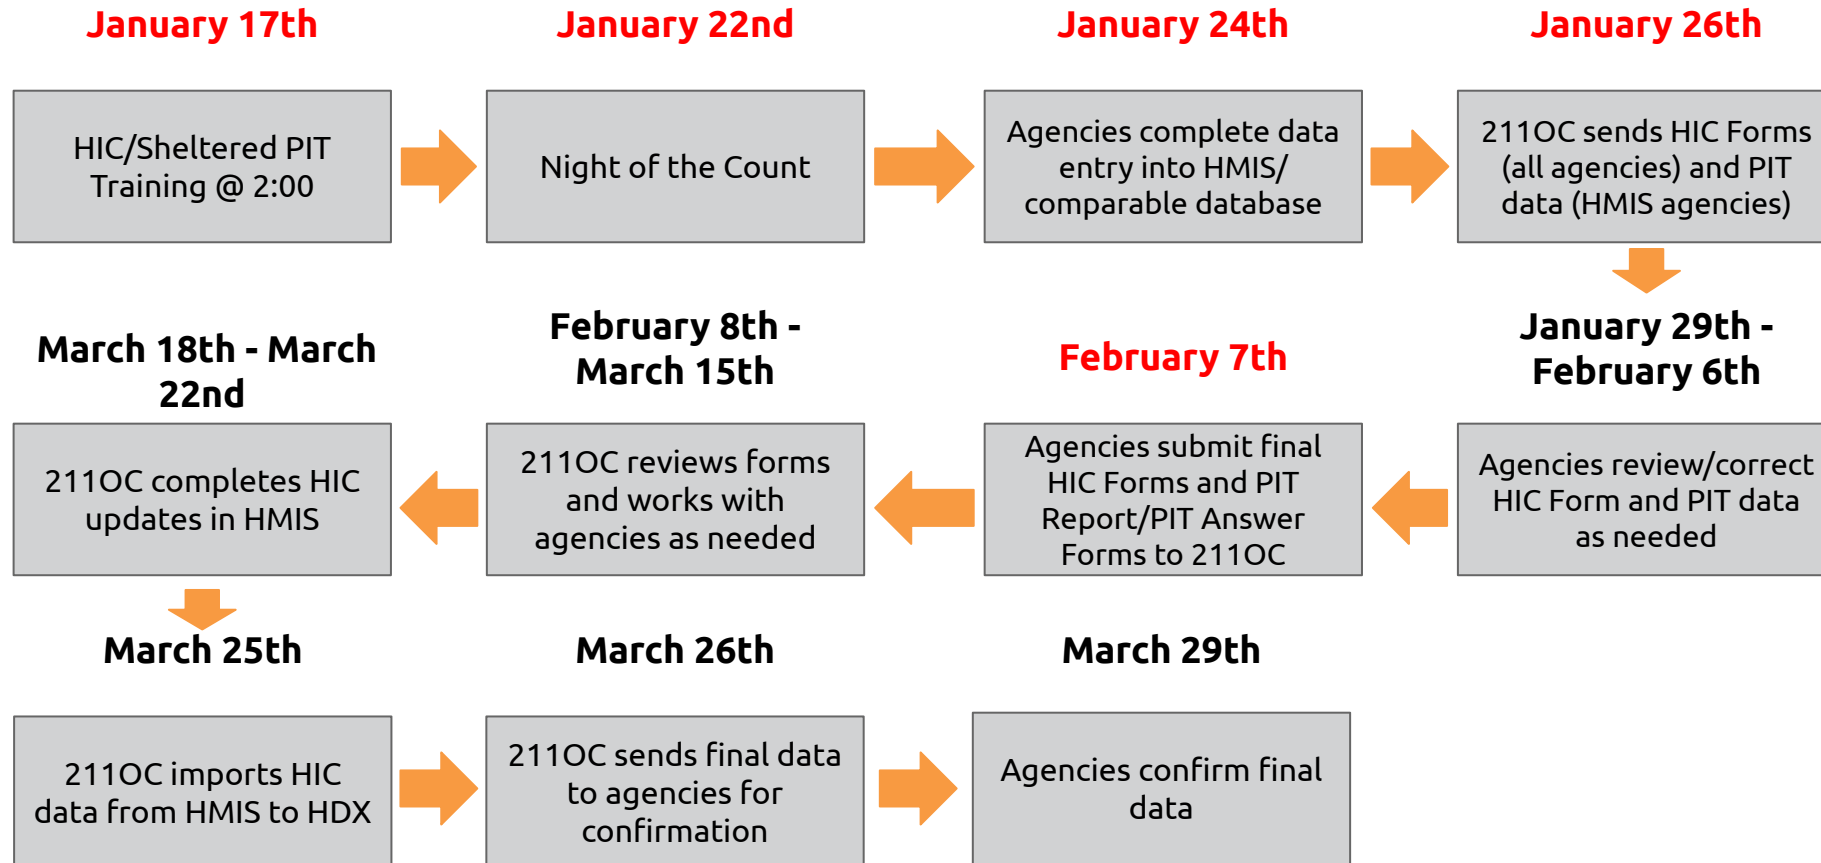 January 17th
HIC/Sheltered PIT
Training @ 2:00
January 22nd
Night of the Count
January 24th
Agencies complete data
entry into HMIS/
comparable database
January 26th
211OC sends HIC Forms
(all agencies) and PIT
data (HMIS agencies)
January 29th -
February 6th
Agencies review/correct
HIC Form and PIT data
as needed
February 7th
Agencies submit final
HIC Forms and PIT
Report/PIT Answer
Forms to 211OC
February 8th -
March 15th
211OC reviews forms
and works with
agencies as needed
March 18th - March
22nd
211OC completes HIC
updates in HMIS
March 25th
211OC imports HIC
data from HMIS to HDX
March 26th
211OC sends final data
to agencies for
confirmation
March 29th
Agencies confirm final
data